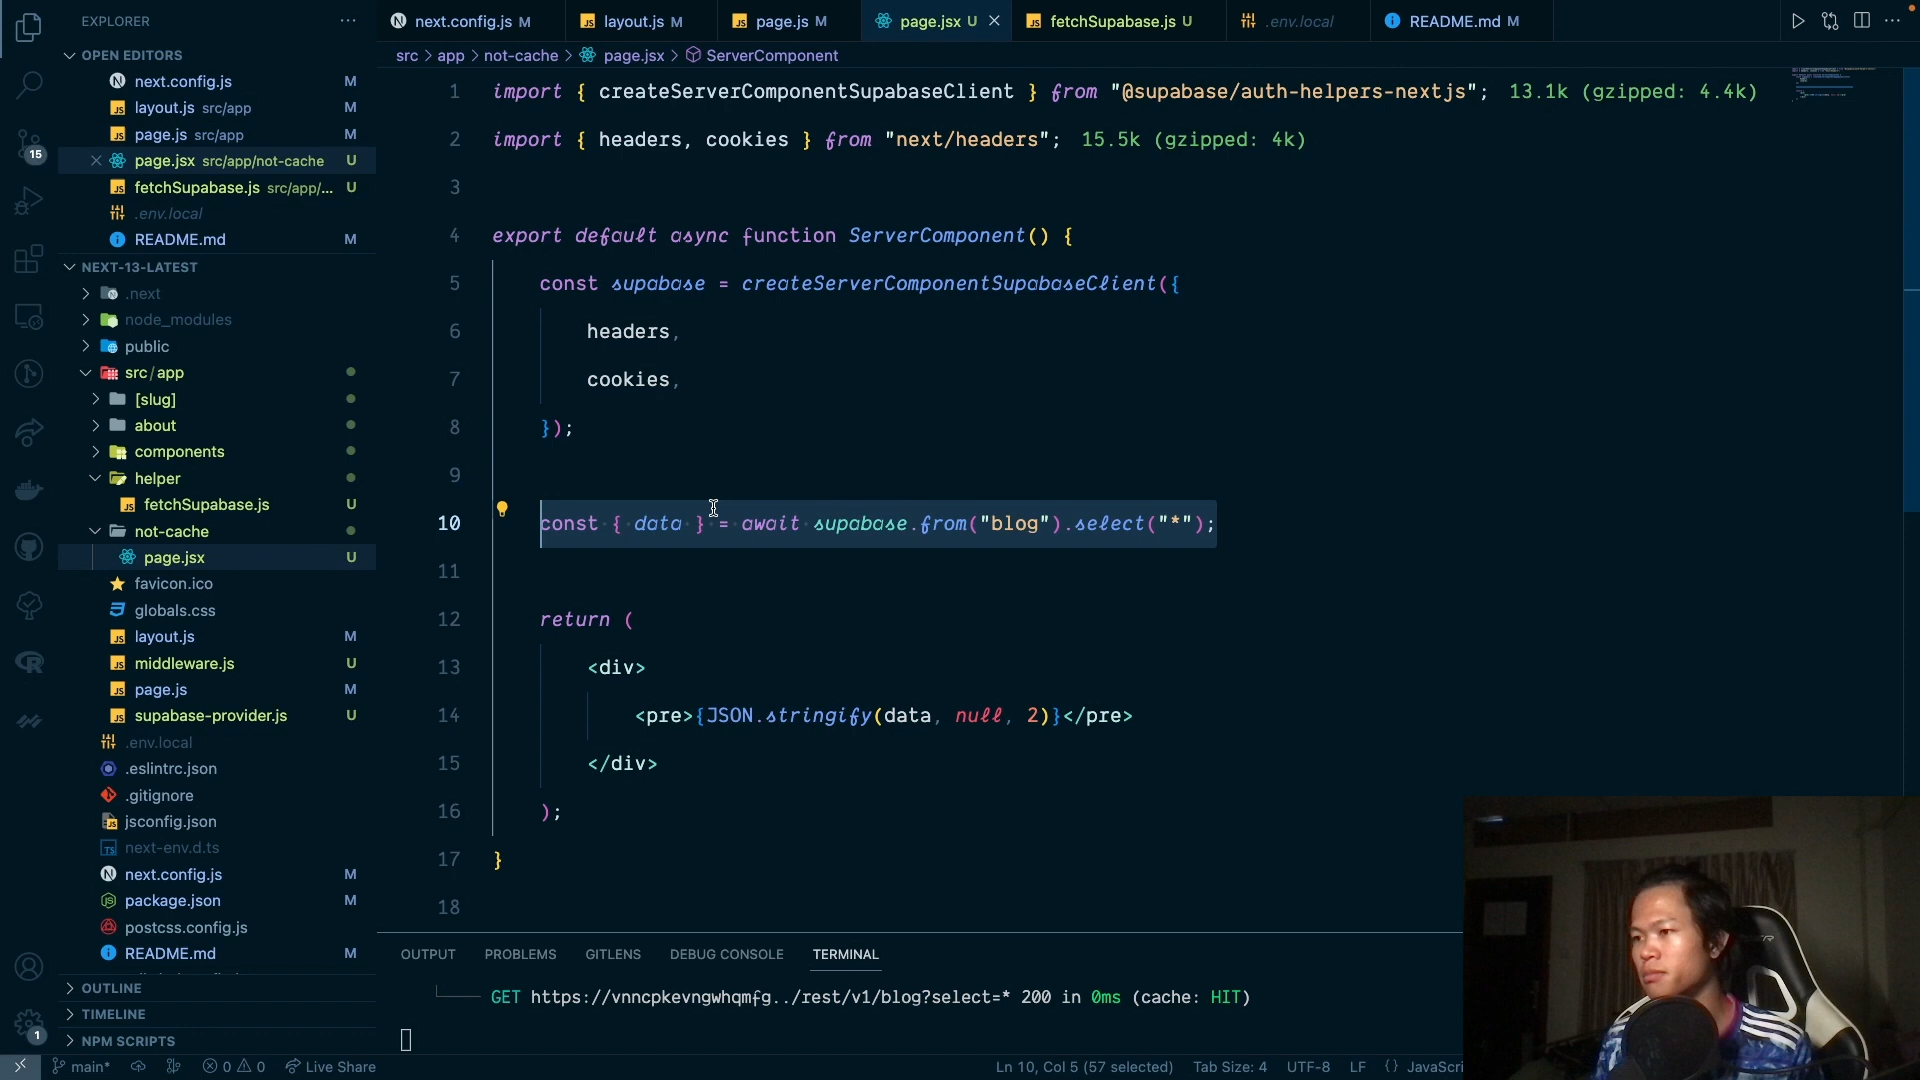 EXPLORER
OPEN EDITORS
next.config.js M
layout.js src/app M
page.js src/app M
page.jsx src/app/not-cache U
fetchSupabase.js src/app/... U
.env.local
README.md M
NEXT-13-LATEST
.next
node_modules
public
src/app
[slug]
about
components
helper
fetchSupabase.js U
not-cache
page.jsx U
favicon.ico
globals.css
layout.js M
middleware.js U
page.js M
supabase-provider.js U
.env.local
.eslintrc.json
.gitignore
jsconfig.json
next-env.d.ts
next.config.js M
package.json M
postcss.config.js
README.md M
OUTLINE
TIMELINE
NPM SCRIPTS
15
1
next.config.js M layout.js M page.js M page.jsx U fetchSupabase.js U .env.local README.md M
src > app > not-cache > page.jsx > ServerComponent
1 import { createServerComponentSupabaseClient } from "@supabase/auth-helpers-nextjs"; 13.1k (gzipped: 4.4k)
2 import { headers, cookies } from "next/headers"; 15.5k (gzipped: 4k)
3
4 export default async function ServerComponent() {
5 const supabase = createServerComponentSupabaseClient({
6 headers,
7 cookies,
8 });
9
10 const { data } = await supabase.from("blog").select("*");
11
12 return (
13 <div>
14 <pre>{JSON.stringify(data, null, 2)}</pre>
15 </div>
16 );
17 }
18
OUTPUT PROBLEMS GITLENS DEBUG CONSOLE TERMINAL
GET https://vnncpkevngwhqmfg../rest/v1/blog?select=* 200 in 0ms (cache: HIT)
main* 0 0 Live Share Ln 10, Col 5 (57 selected) Tab Size: 4 UTF-8 LF {} JavaScri